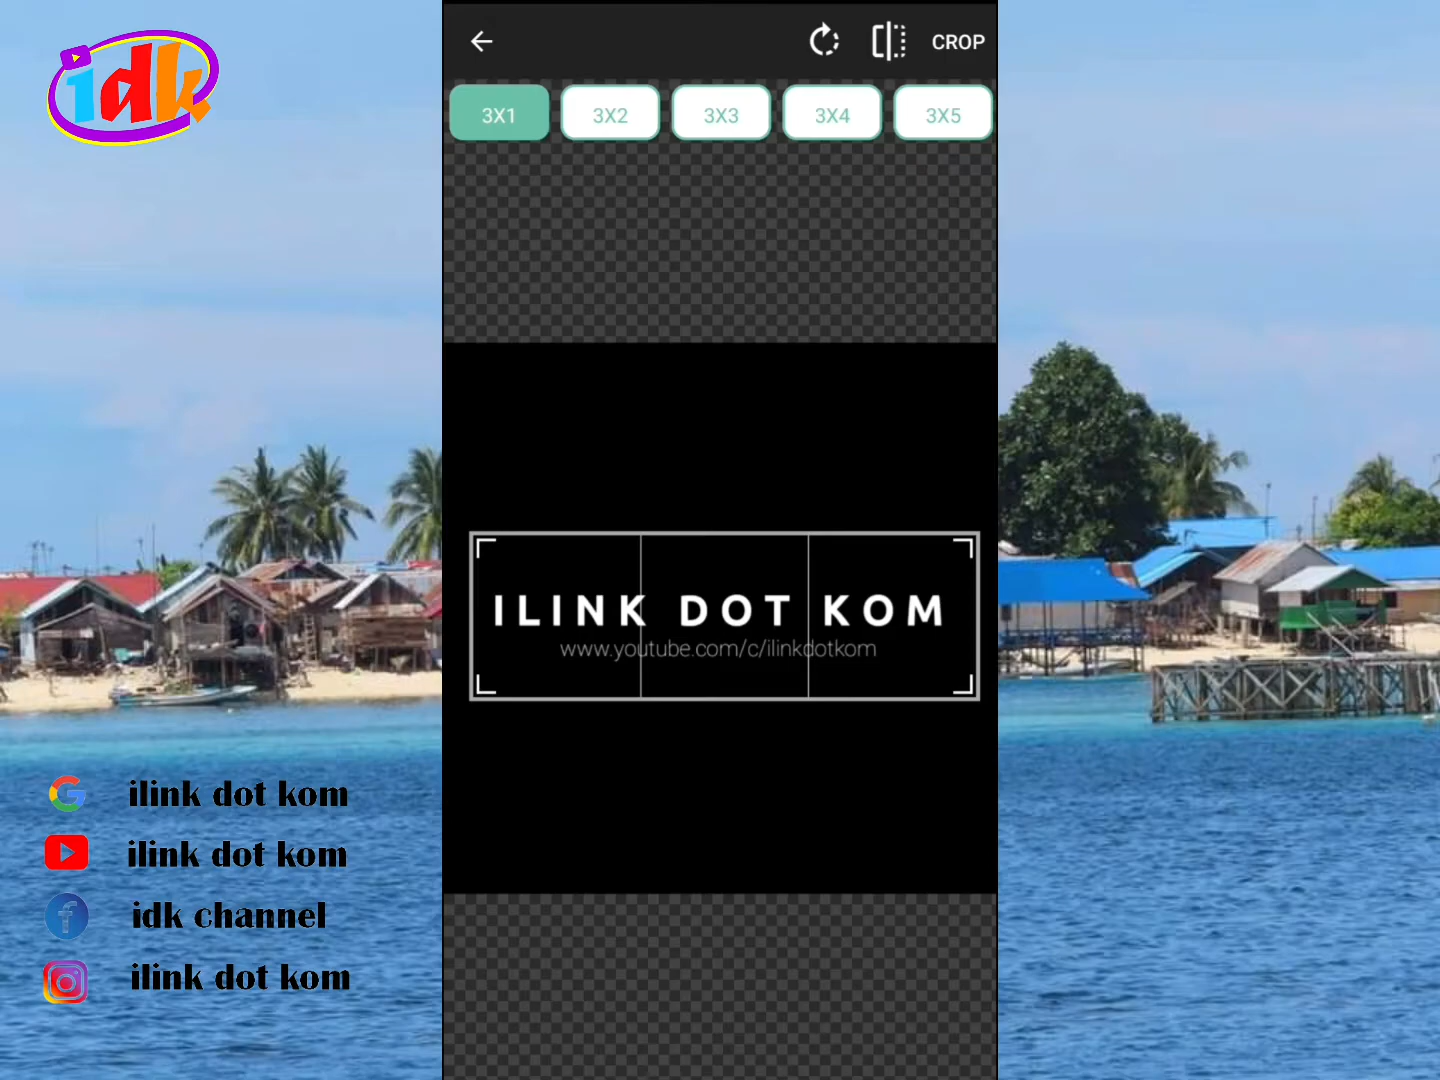 idk
CROP
3X1
3X2
3X3
3X4
3X5
ILINK DOT KOM
www.youtube.com/c/ilinkdotkom
ilink dot kom
ilink dot kom
idk channel
ilink dot kom